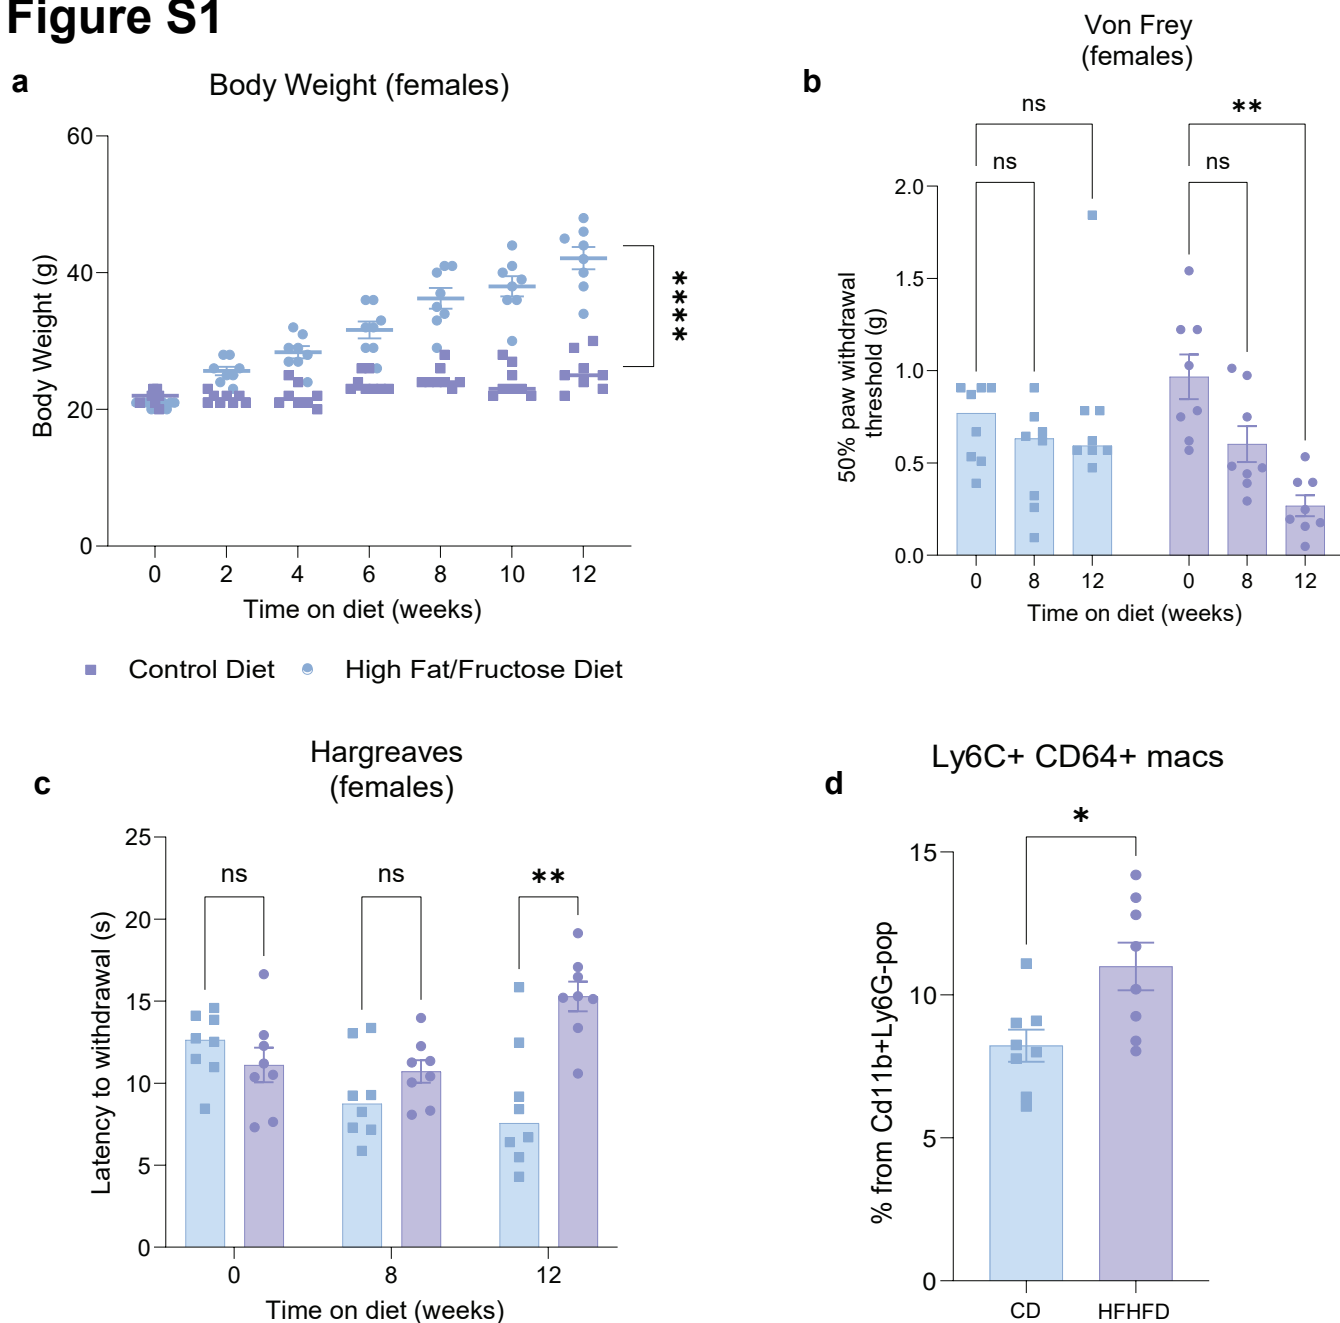 Figure S1
a
Body Weight (females)
60
40
20
0
Body Weight (g)
0 2 4 6 8 10 12
Time on diet (weeks)
****
Control Diet High Fat/Fructose Diet
b
Von Frey
(females)
ns **
ns ns
2.0
1.5
1.0
0.5
0.0
50% paw withdrawal
threshold (g)
0 8 12 0 8 12
Time on diet (weeks)
c
Hargreaves
(females)
25
20
15
10
5
0
Latency to withdrawal (s)
ns ns **
0 8 12
Time on diet (weeks)
d
Ly6C+ CD64+ macs
*
15
10
5
0
% from Cd11b+Ly6G-pop
CD HFHFD